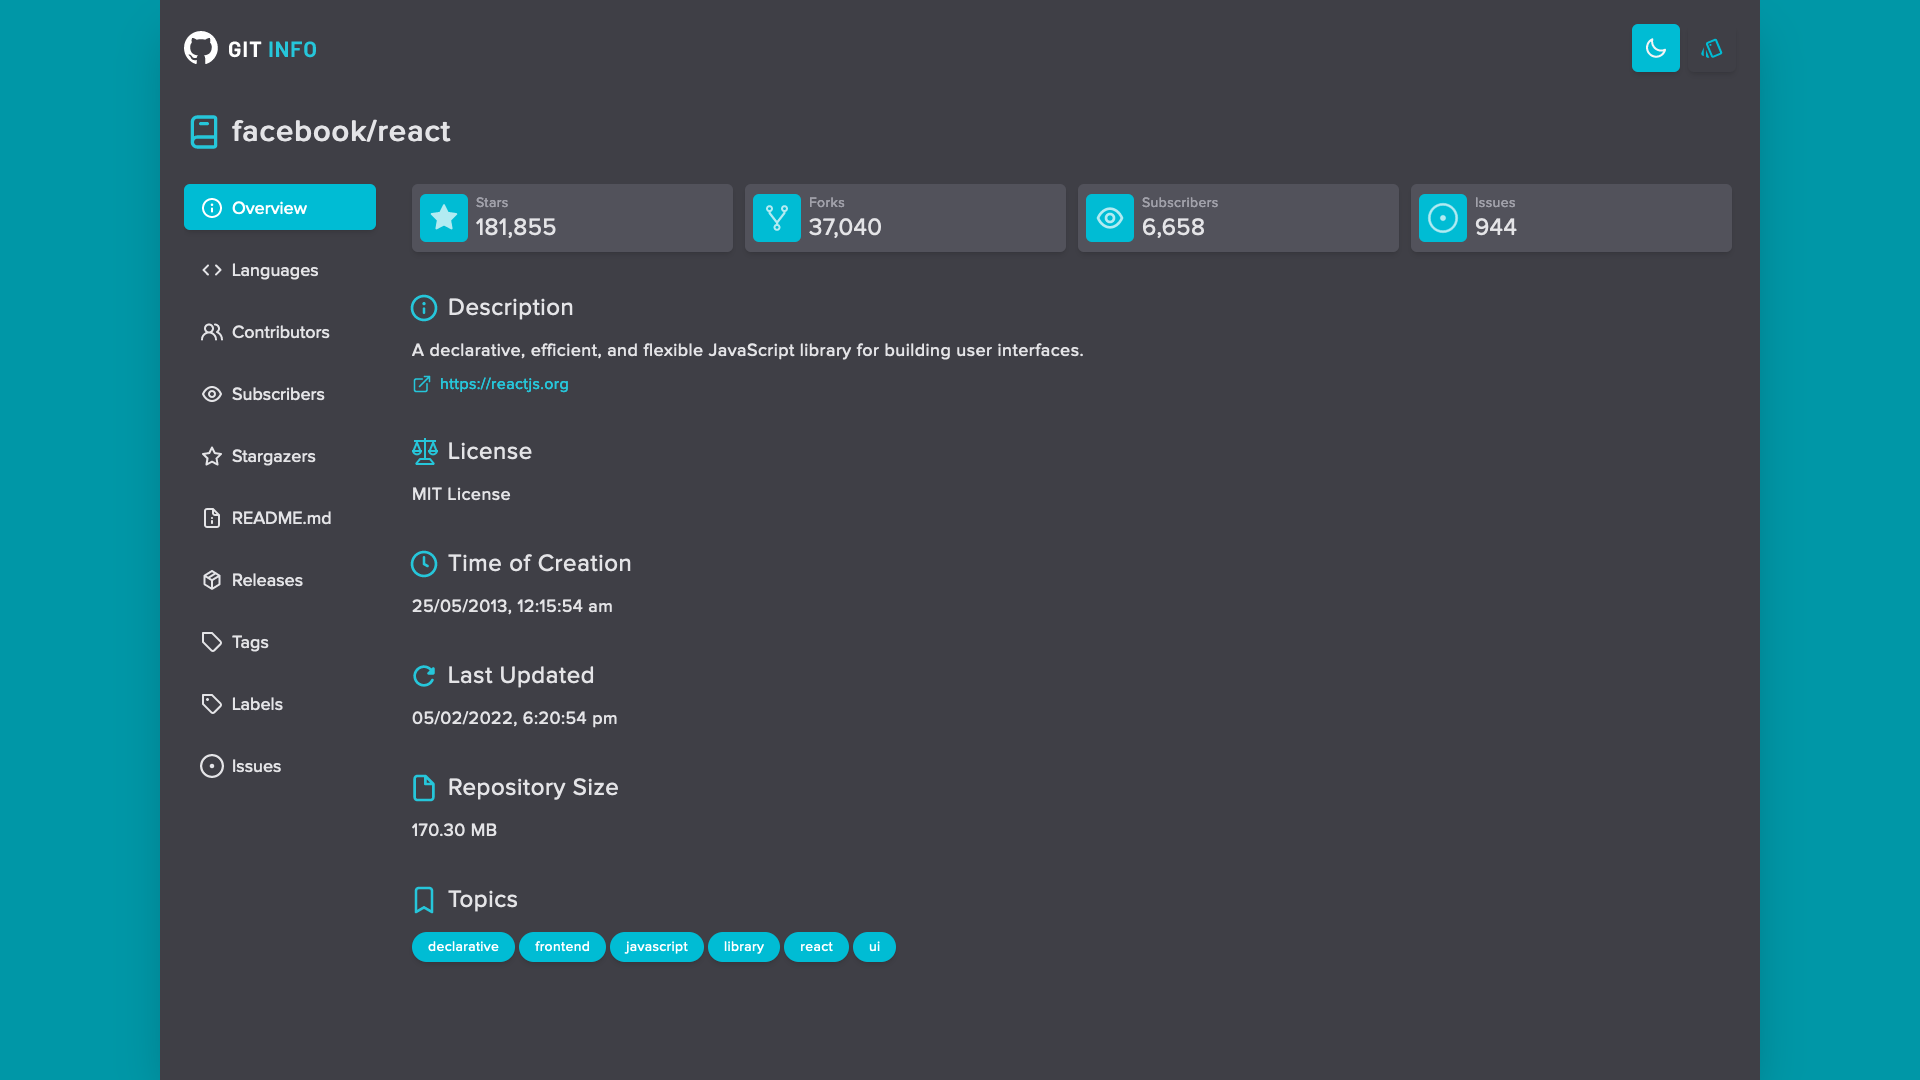 GIT INFO
facebook/react
Overview
Languages
Contributors
Subscribers
Stargazers
README.md
Releases
Tags
Labels
Issues
Stars
181,855
Forks
37,040
Subscribers
6,658
Issues
944
Description
A declarative, efficient, and flexible JavaScript library for building user interfaces.
https://reactjs.org
License
MIT License
Time of Creation
25/05/2013, 12:15:54 am
Last Updated
05/02/2022, 6:20:54 pm
Repository Size
170.30 MB
Topics
declarative frontend javascript library react ui